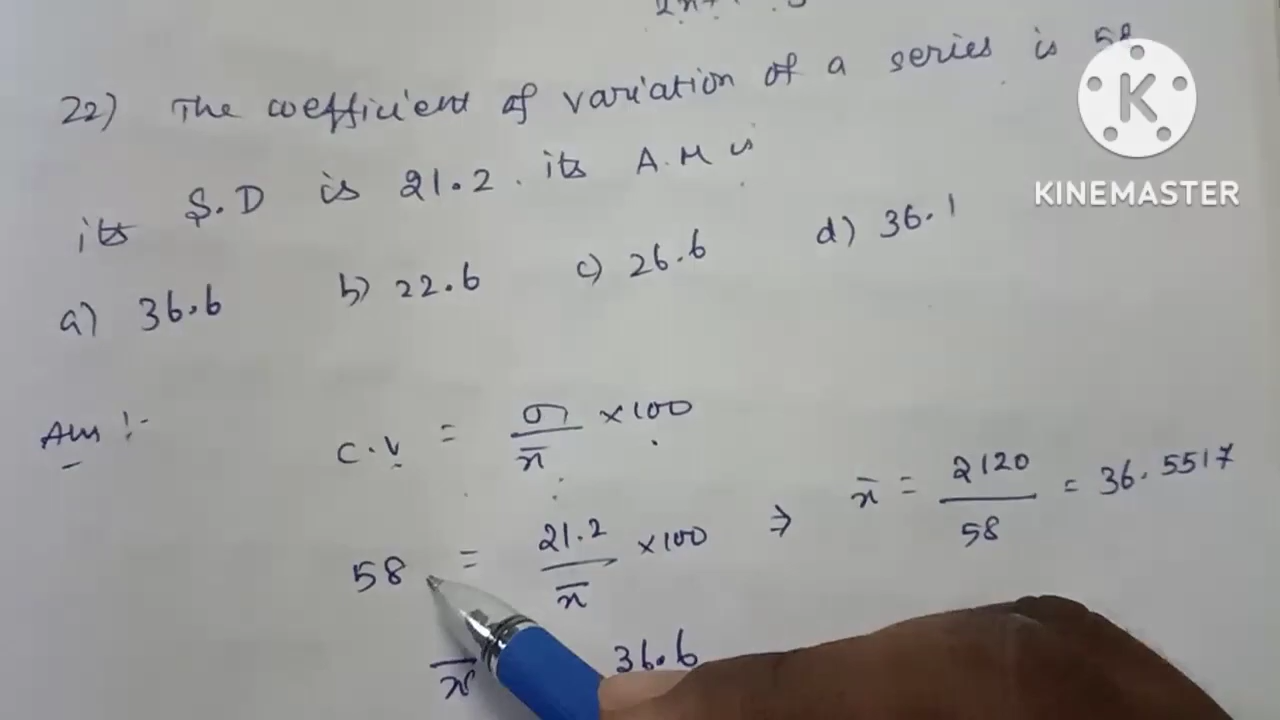 22) The coefficient of variation of a series is 58
its S.D is 21.2. its A.M is
a) 36.6 b) 22.6 c) 26.6 d) 36.1
Ans :-
C.V = σ/x̄ ×100
58 = 21.2/x̄ ×100 ⇒ x̄ = 2120/58 = 36.5517
x̄ 36.6
K
KINEMASTER